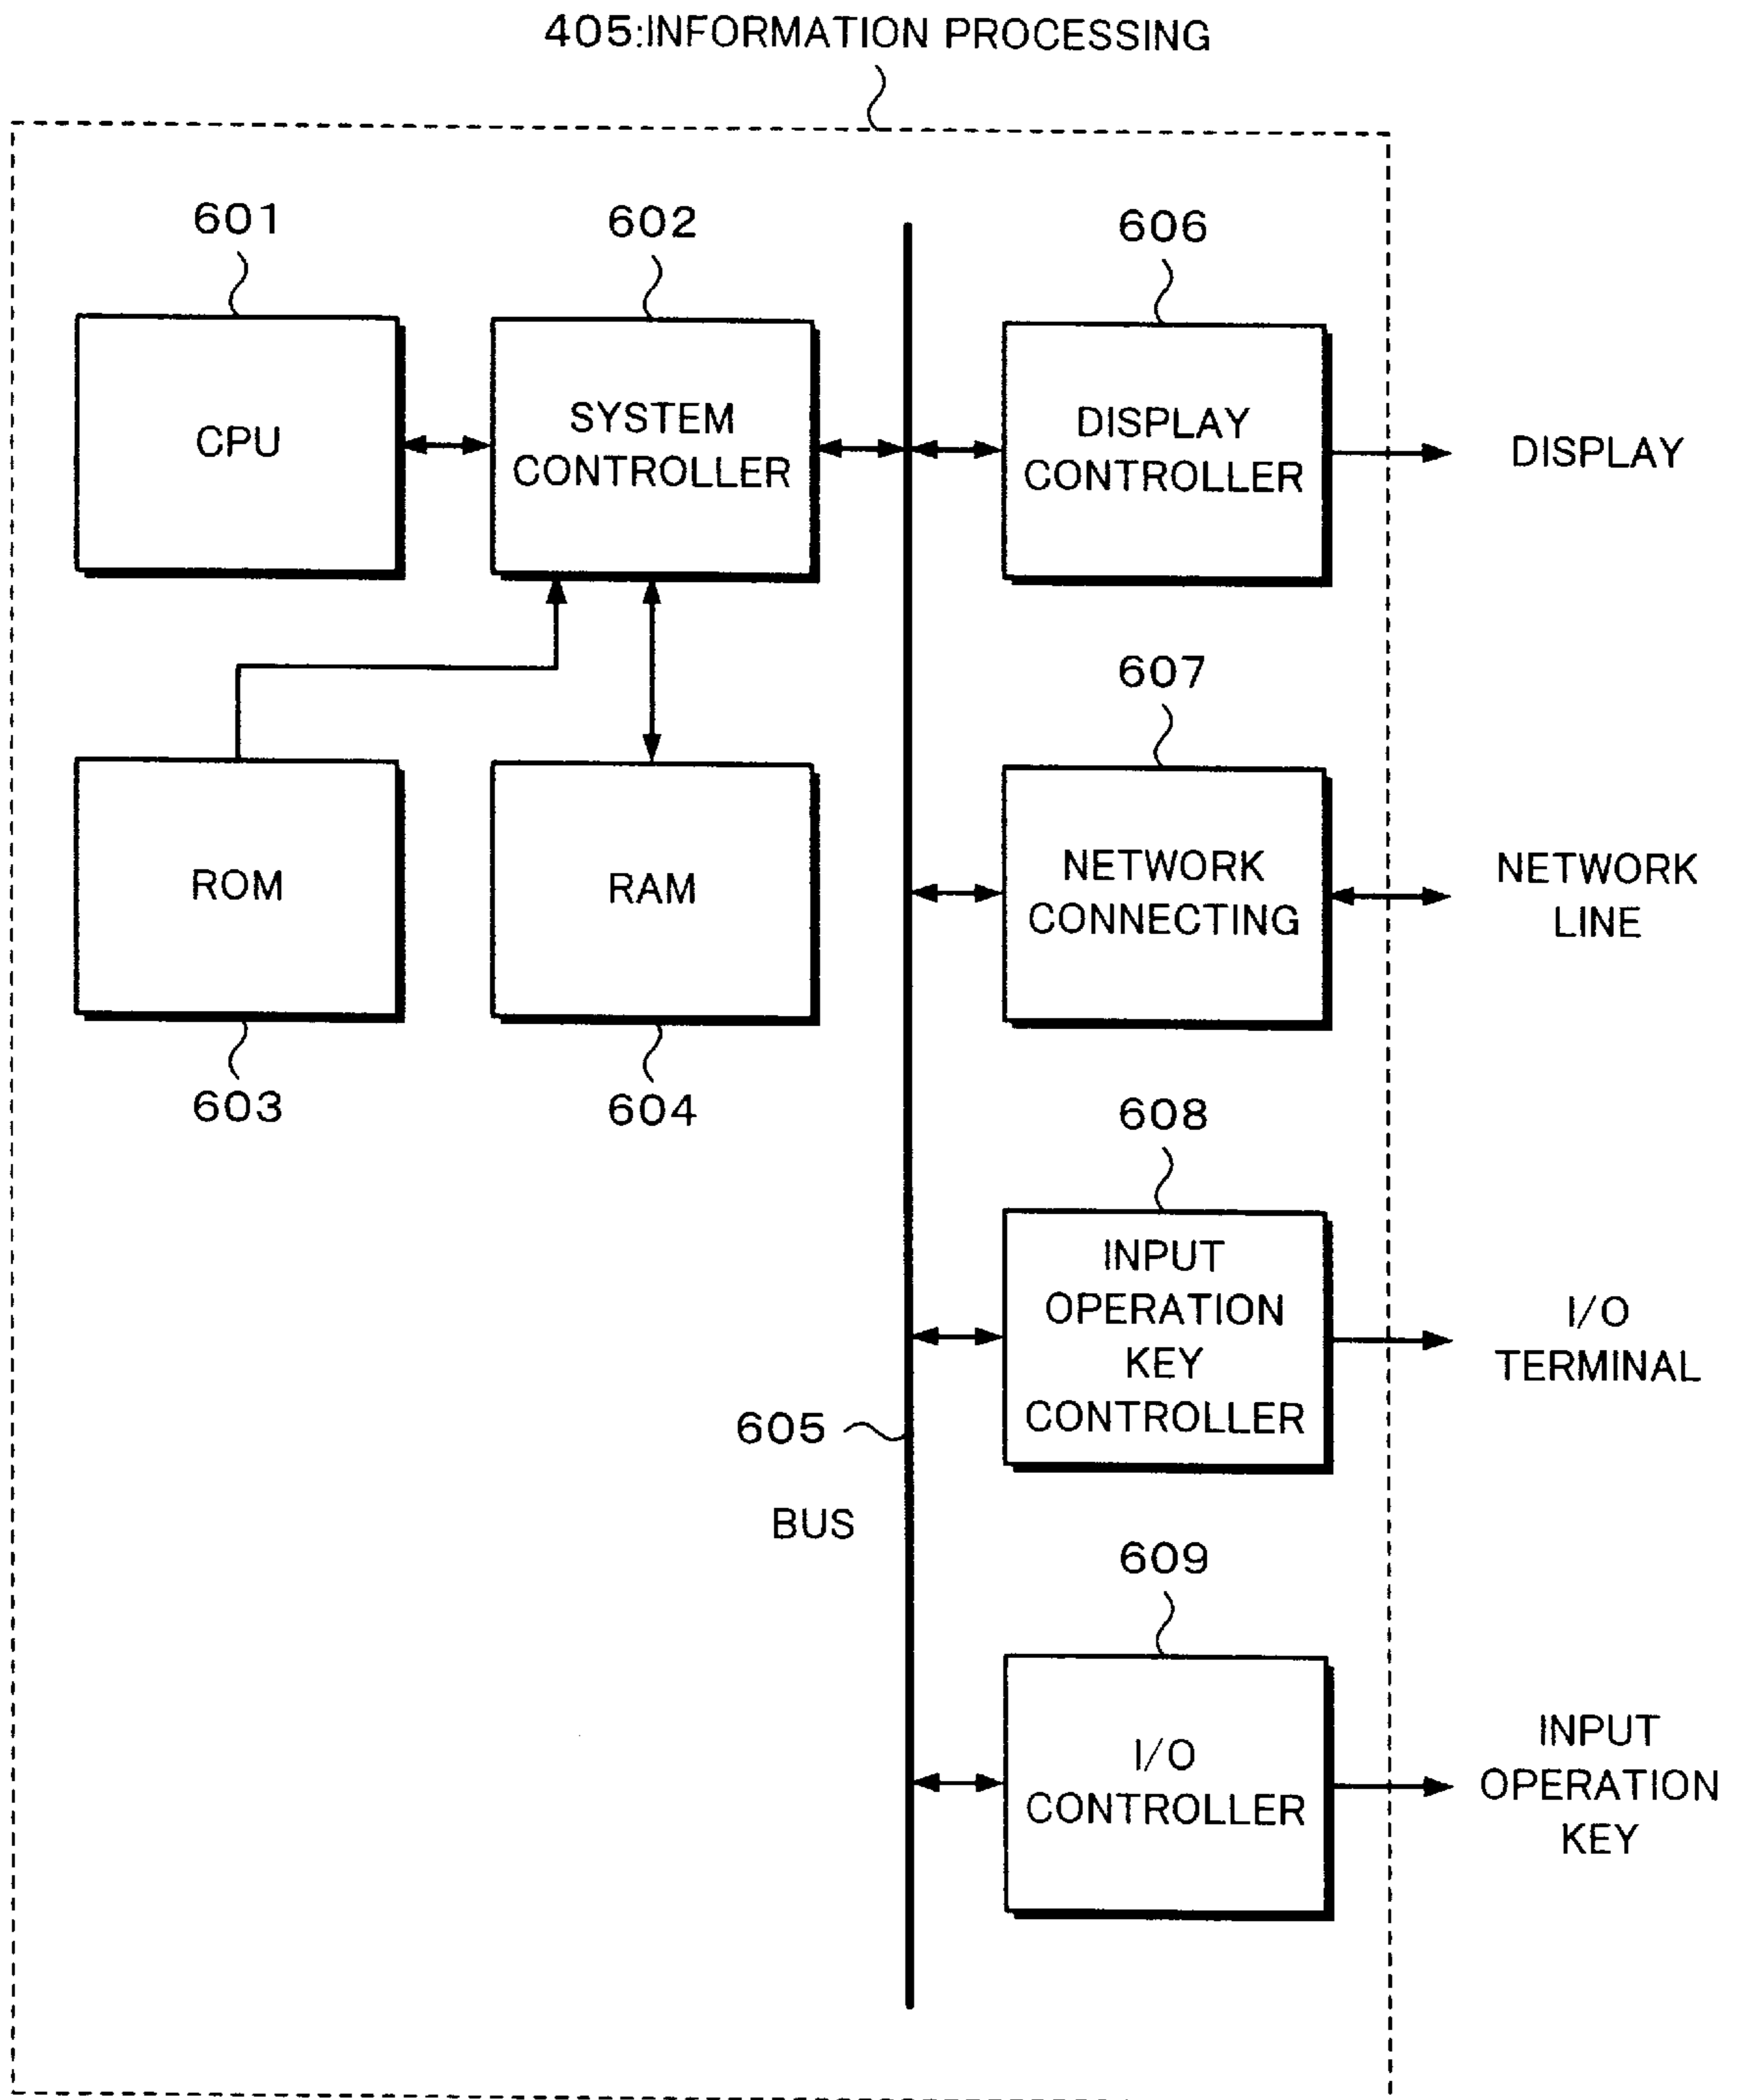 405:INFORMATION PROCESSING
601
602
606
CPU
SYSTEM
CONTROLLER
DISPLAY
CONTROLLER
DISPLAY
607
ROM
RAM
NETWORK
CONNECTING
NETWORK
LINE
603
604
608
INPUT
OPERATION
KEY
CONTROLLER
I/O
TERMINAL
605
BUS
609
I/O
CONTROLLER
INPUT
OPERATION
KEY